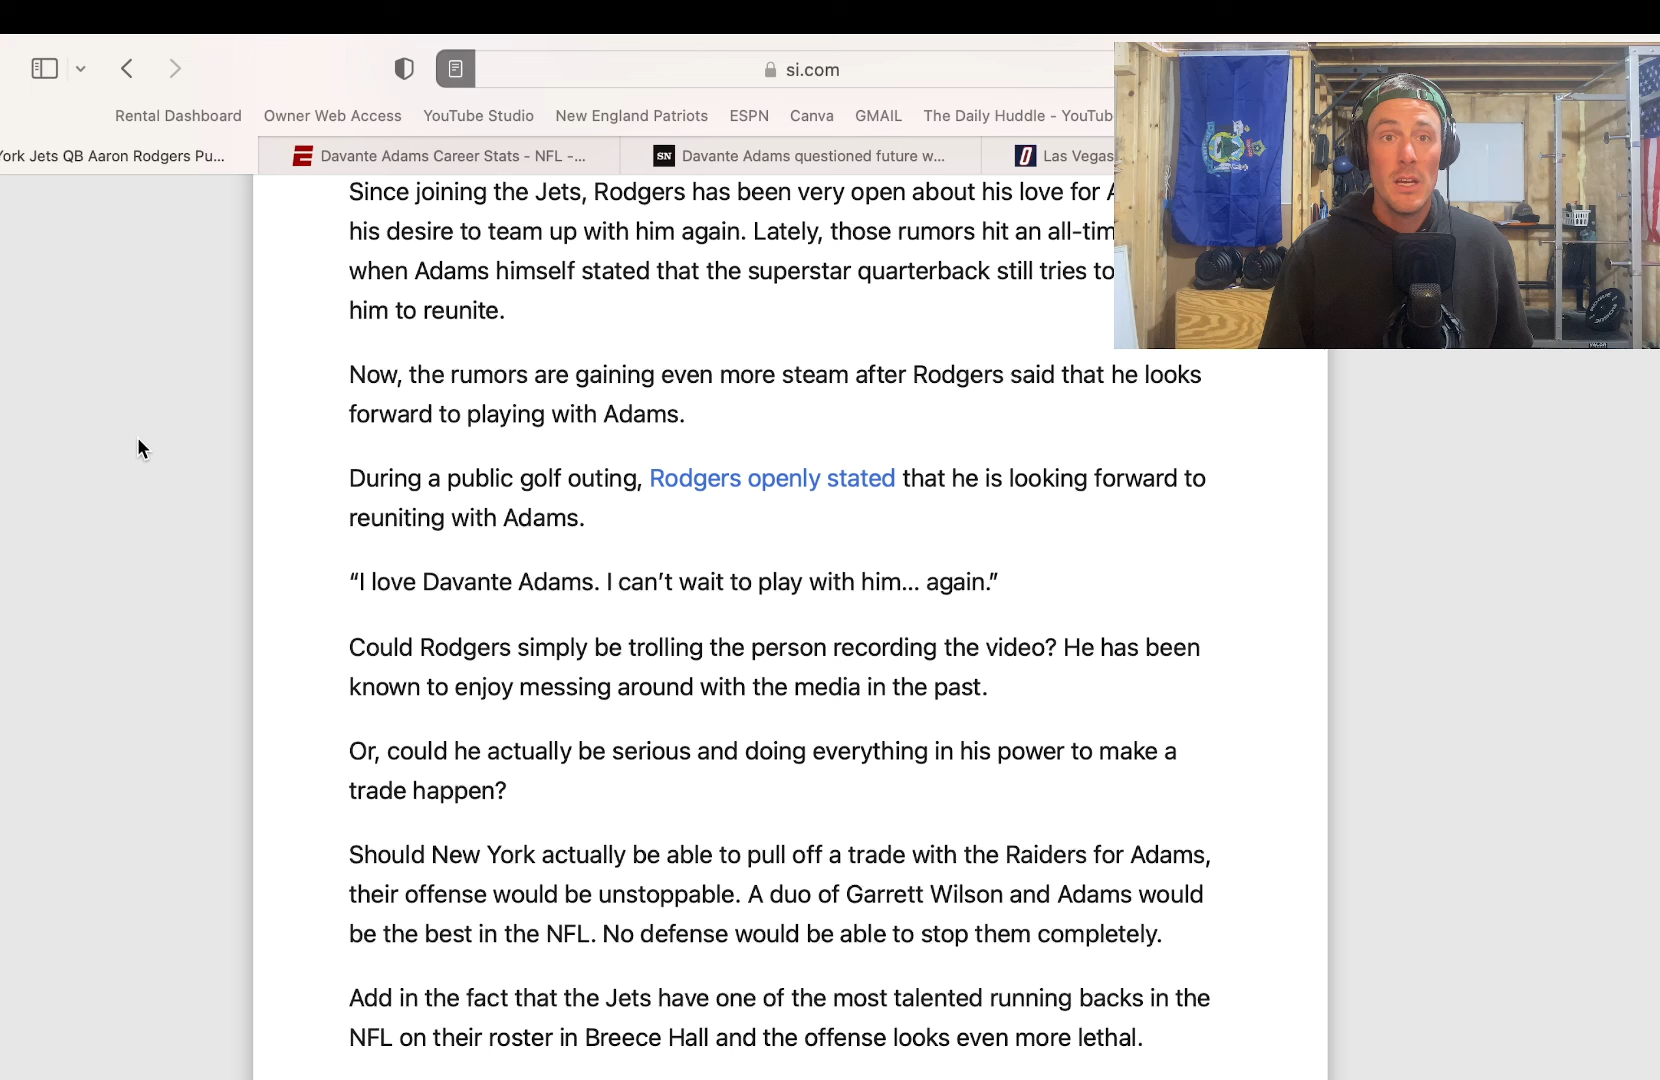 si.com
Rental Dashboard Owner Web Access YouTube Studio New England Patriots ESPN Canva GMAIL The Daily Huddle - YouTub
York Jets QB Aaron Rodgers Pu... Davante Adams Career Stats - NFL -... SN Davante Adams questioned future w... Las Vegas
Since joining the Jets, Rodgers has been very open about his love for A
his desire to team up with him again. Lately, those rumors hit an all-tim
when Adams himself stated that the superstar quarterback still tries to
him to reunite.
Now, the rumors are gaining even more steam after Rodgers said that he looks
forward to playing with Adams.
During a public golf outing, Rodgers openly stated that he is looking forward to
reuniting with Adams.
“I love Davante Adams. I can’t wait to play with him... again.”
Could Rodgers simply be trolling the person recording the video? He has been
known to enjoy messing around with the media in the past.
Or, could he actually be serious and doing everything in his power to make a
trade happen?
Should New York actually be able to pull off a trade with the Raiders for Adams,
their offense would be unstoppable. A duo of Garrett Wilson and Adams would
be the best in the NFL. No defense would be able to stop them completely.
Add in the fact that the Jets have one of the most talented running backs in the
NFL on their roster in Breece Hall and the offense looks even more lethal.